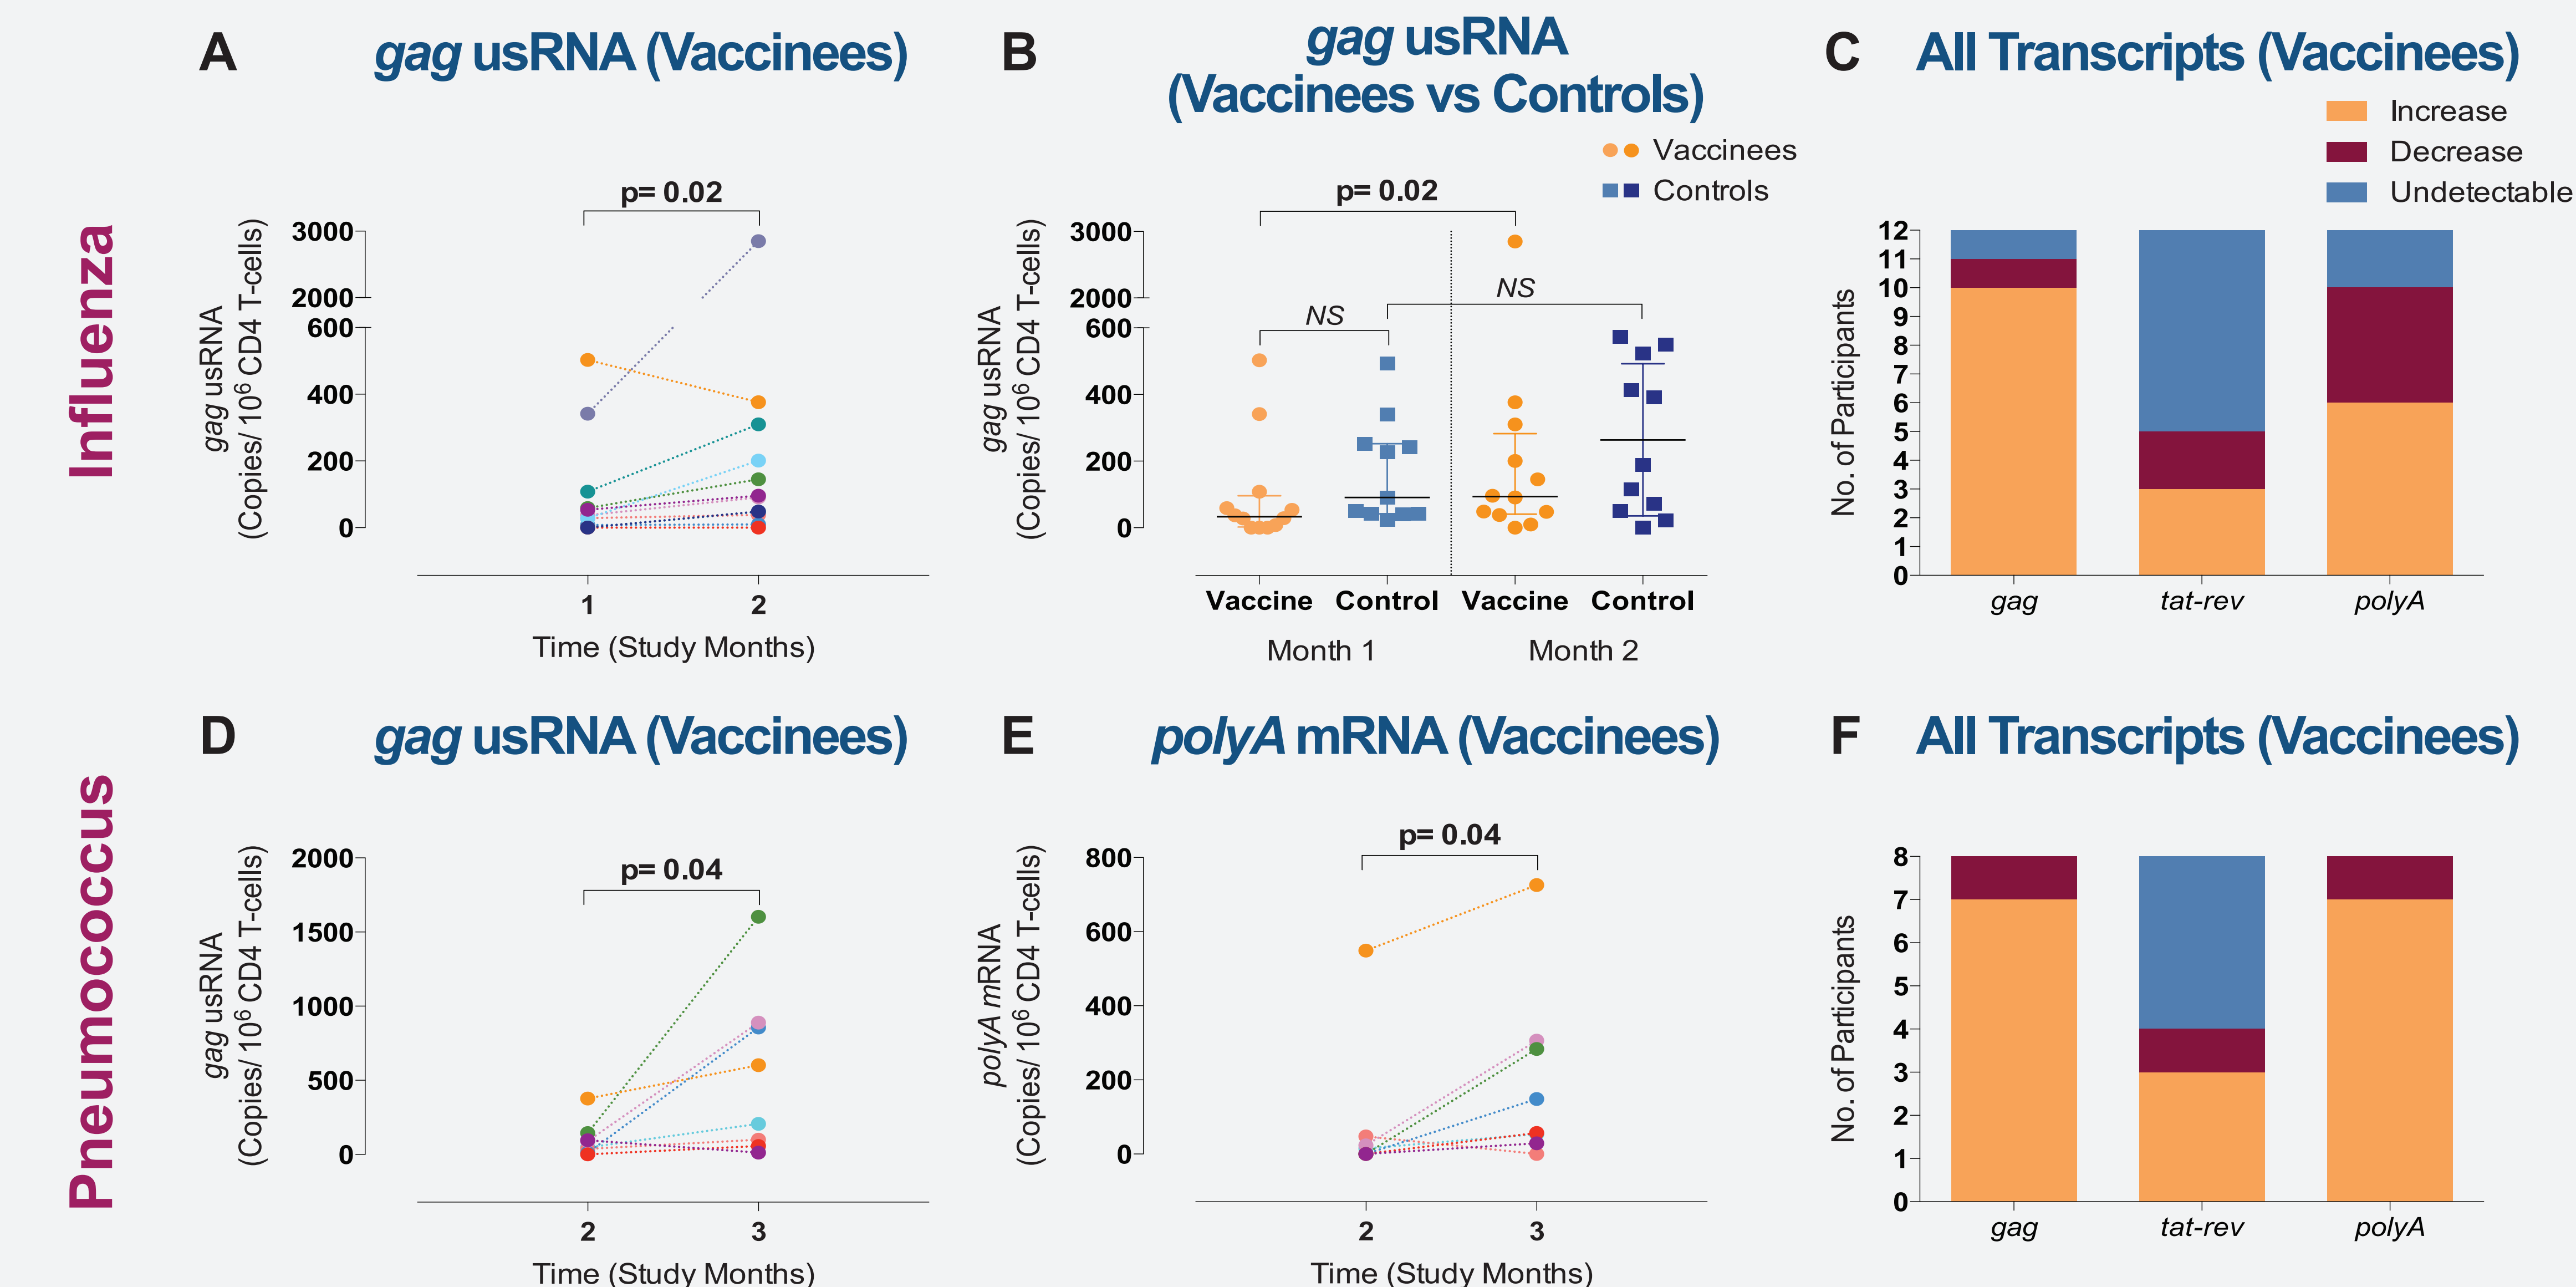 A
gag usRNA (Vaccinees)
B
gag usRNA
(Vaccinees vs Controls)
C
All Transcripts (Vaccinees)
Increase
Decrease
Undetectable
Vaccinees
Controls
Influenza
p= 0.02
gag usRNA
(Copies/ 10⁶ CD4 T-cells)
3000
2000
600
400
200
0
1
2
Time (Study Months)
p= 0.02
NS
NS
gag usRNA
(Copies/ 10⁶ CD4 T-cells)
3000
2000
600
400
200
0
Vaccine
Control
Vaccine
Control
Month 1
Month 2
No. of Participants
12
11
10
9
8
7
6
5
4
3
2
1
0
gag
tat-rev
polyA
D
gag usRNA (Vaccinees)
E
polyA mRNA (Vaccinees)
F
All Transcripts (Vaccinees)
Pneumococcus
p= 0.04
gag usRNA
(Copies/ 10⁶ CD4 T-cells)
2000
1500
1000
500
0
2
3
Time (Study Months)
p= 0.04
polyA mRNA
(Copies/ 10⁶ CD4 T-cells)
800
600
400
200
0
2
3
Time (Study Months)
No. of Participants
8
7
6
5
4
3
2
1
0
gag
tat-rev
polyA